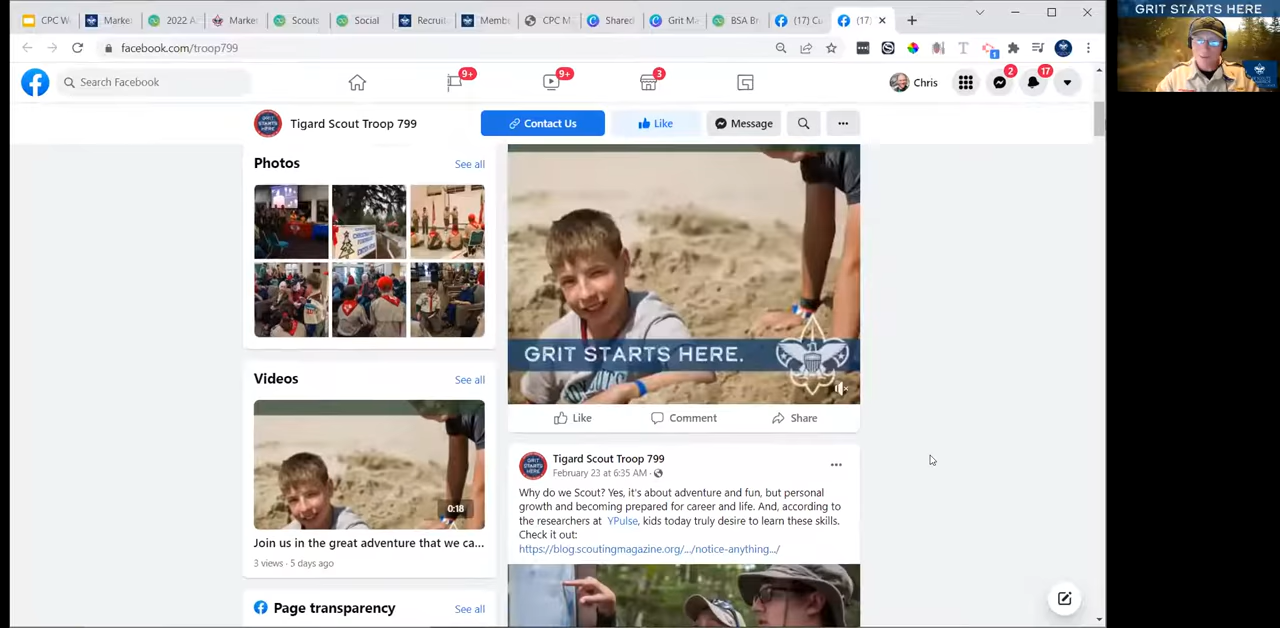 CPC W
Marke
2022 A
Market
Scouts
Social
Recruit
Memb
CPC M
Shared
Grit Ma
BSA Br
(17) Cu
(17)
GRIT STARTS HERE
facebook.com/troop799
Search Facebook
9+
9+
3
Chris
2
17
Tigard Scout Troop 799
Contact Us
Like
Message
Photos
See all
GRIT STARTS HERE.
Videos
See all
0:18
Join us in the great adventure that we ca...
3 views · 5 days ago
Page transparency
See all
Like
Comment
Share
Tigard Scout Troop 799
February 23 at 6:35 AM ·
Why do we Scout? Yes, it's about adventure and fun, but personal
growth and becoming prepared for career and life. And, according to
the researchers at YPulse, kids today truly desire to learn these skills.
Check it out:
https://blog.scoutingmagazine.org/.../notice-anything.../